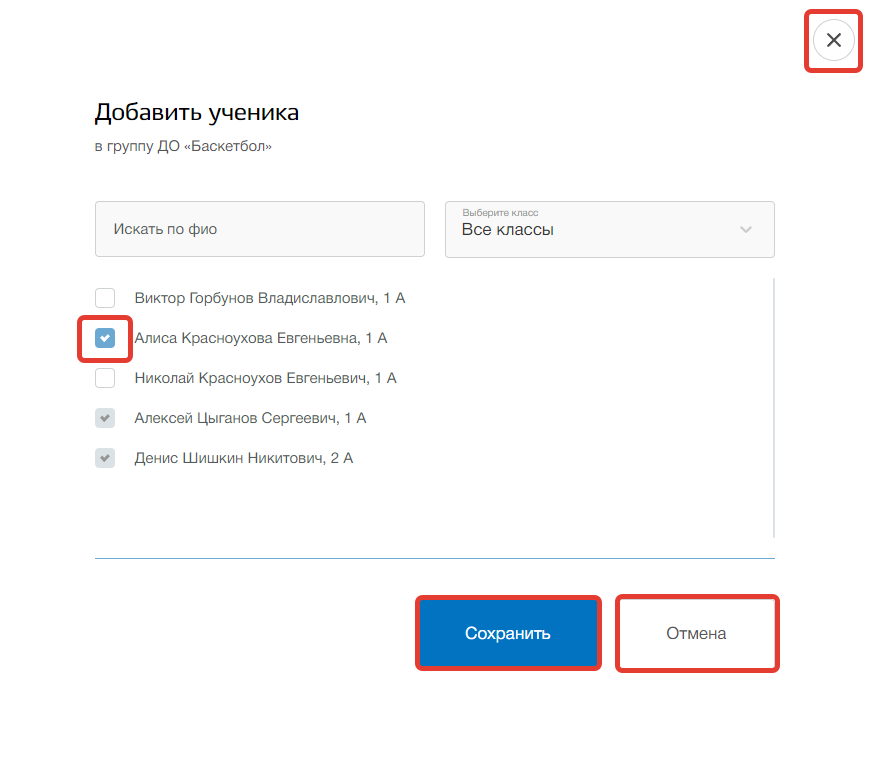 Добавить ученика
в группу ДО «Баскетбол»
Искать по фио
Выберите класс
Все классы
Виктор Горбунов Владиславлович, 1 А
Алиса Красноухова Евгеньевна, 1 А
Николай Красноухов Евгеньевич, 1 А
Алексей Цыганов Сергеевич, 1 А
Денис Шишкин Никитович, 2 А
Сохранить
Отмена